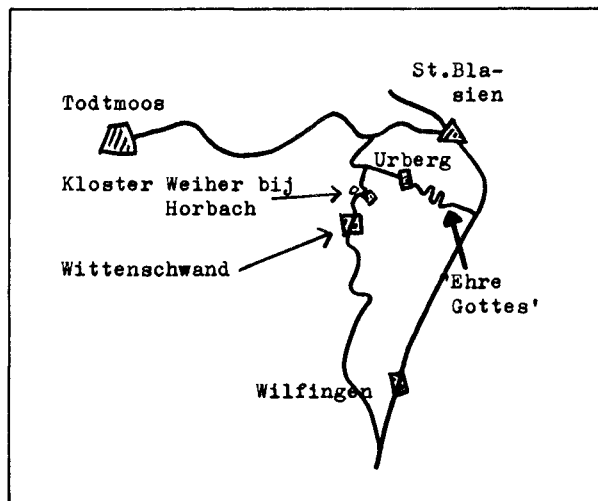 St.Bla-
sien
Todtmoos
Urberg
Kloster Weiher bij
Horbach
Wittenschwand
'Ehre
Gottes'
Wilfingen